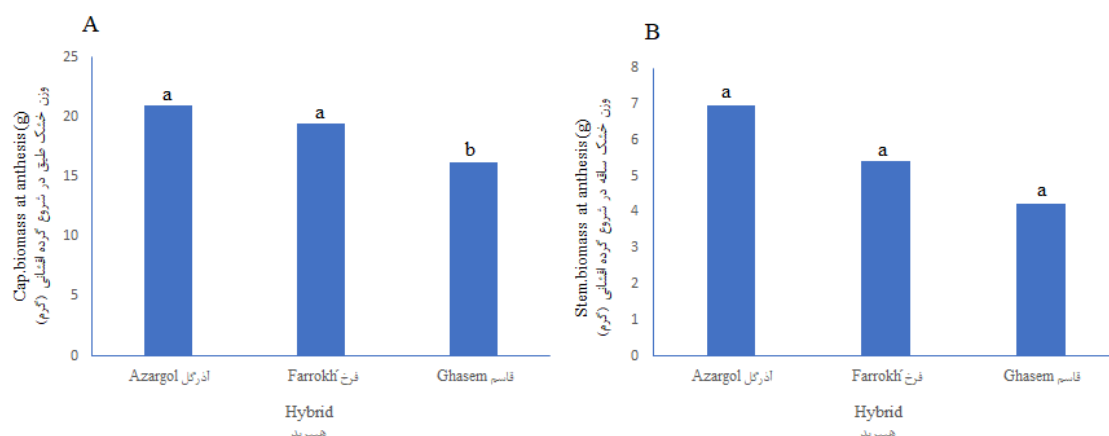 A
Cap.biomass at anthesis(g)
وزن خشک طبق در شروع گرده افشانی (گرم)
25
20
15
10
5
0
a
a
b
Azargol آذرگل
Farrokh فرخ
Ghasem قاسم
Hybrid
B
Stem.biomass at anthesis(g)
وزن خشک ساقه در شروع گرده افشانی (گرم)
8
7
6
5
4
3
2
1
0
a
a
a
Azargol آذرگل
Farrokh فرخ
Ghasem قاسم
Hybrid